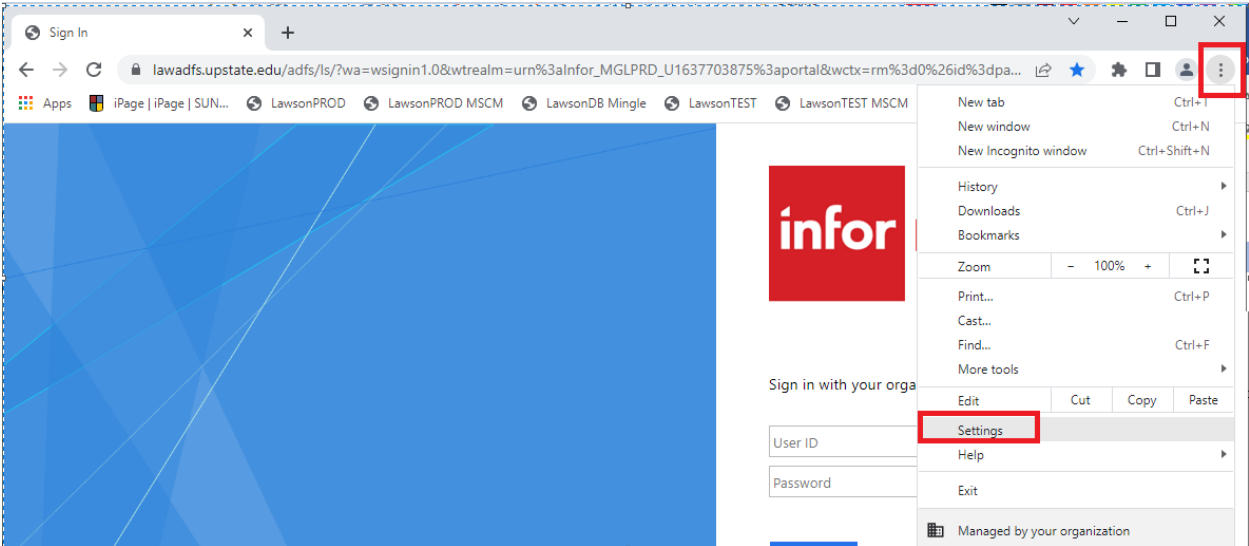 Sign In
lawadfs.upstate.edu/adfs/ls/?wa=wsignin1.0&wtrealm=urn%3aInfor_MGLPRD_U1637703875%3aportal&wctx=rm%3d0%26id%3dpa...
Apps iPage | iPage | SUN... LawsonPROD LawsonPROD MSCM LawsonDB Mingle LawsonTEST LawsonTEST MSCM
New tab Ctrl+T
New window Ctrl+N
New Incognito window Ctrl+Shift+N
History
Downloads Ctrl+J
Bookmarks
Zoom - 100% +
Print... Ctrl+P
Cast...
Find... Ctrl+F
More tools
Edit Cut Copy Paste
Settings
Help
Exit
Managed by your organization
infor
Sign in with your orga
User ID
Password